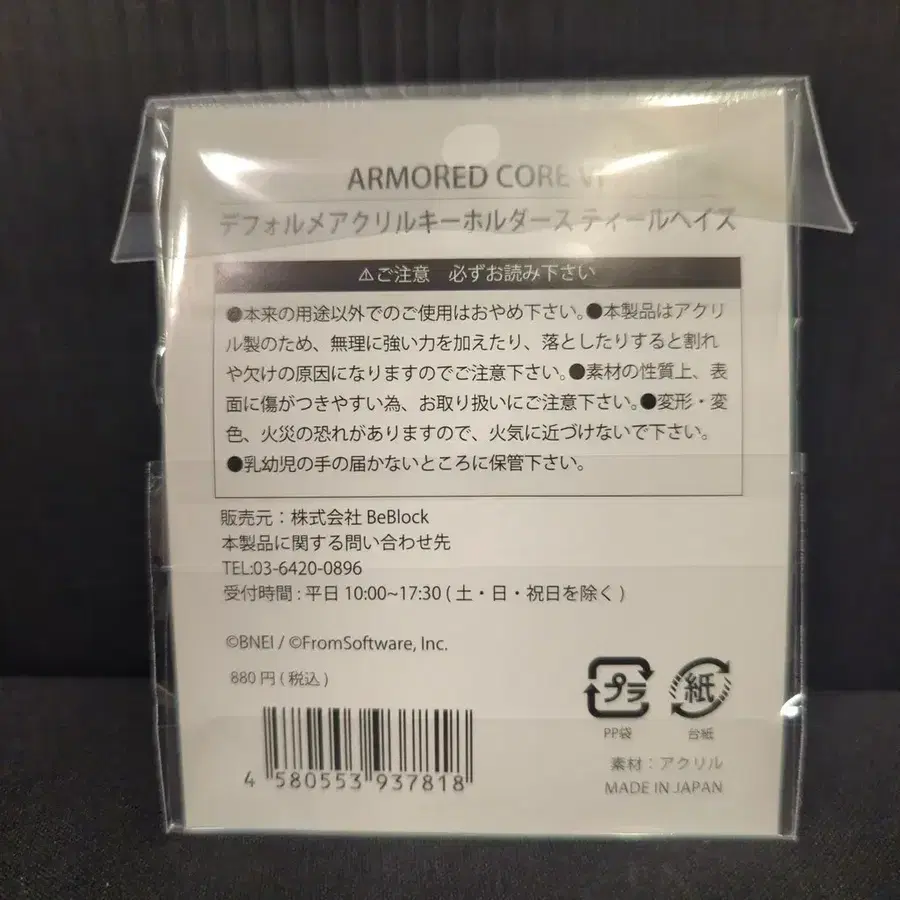 ARMORED CORE VI
デフォルメアクリルキーホルダース ティールヘイズ
⚠ご注意 必ずお読み下さい
●本来の用途以外でのご使用はおやめ下さい。●本製品はアクリ
ル製のため、無理に強い力を加えたり、落としたりすると割れ
や欠けの原因になりますのでご注意下さい。●素材の性質上、表
面に傷がつきやすい為、お取り扱いにご注意下さい。●変形・変
色、火災の恐れがありますので、火気に近づけないで下さい。
●乳幼児の手の届かないところに保管下さい。
販売元：株式会社 BeBlock
本製品に関する問い合わせ先
TEL:03-6420-0896
受付時間 : 平日 10:00~17:30 ( 土・日・祝日を除く )
©BNEI / ©FromSoftware, Inc.
880 円 ( 税込 )
プラ 紙
PP袋 台紙
4 580553 937818
素材：アクリル
MADE IN JAPAN